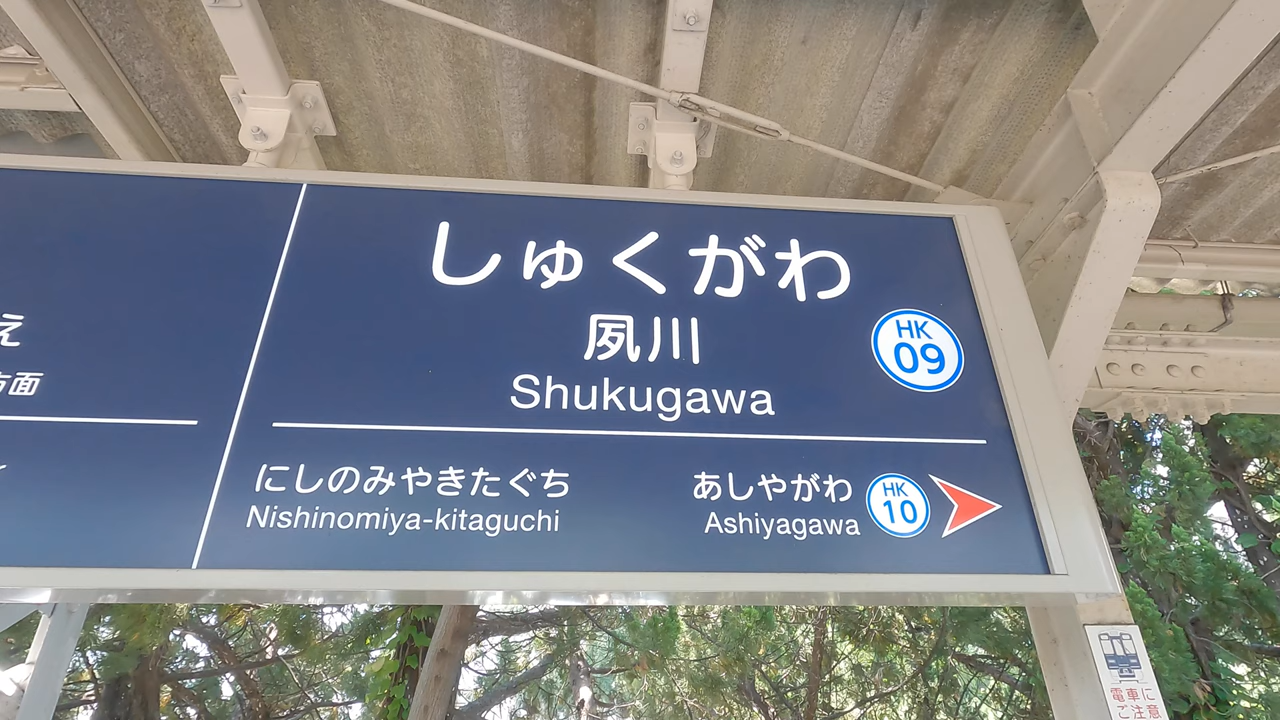 え
方面
しゅくがわ
夙川
Shukugawa
HK
09
にしのみやきたぐち
Nishinomiya-kitaguchi
あしやがわ
Ashiyagawa
HK
10
電車に
ご注意